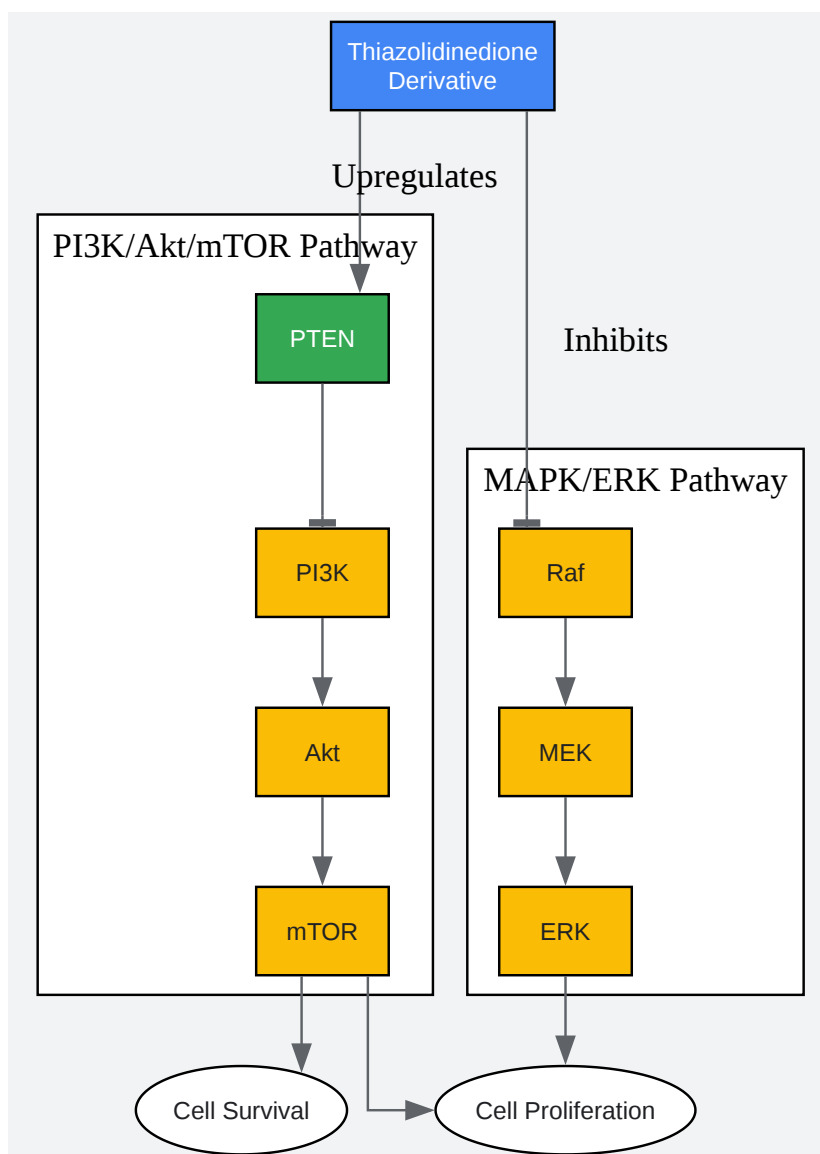 Thiazolidinedione
Derivative
Upregulates
PI3K/Akt/mTOR Pathway
PTEN
Inhibits
MAPK/ERK Pathway
PI3K
Raf
Akt
MEK
mTOR
ERK
Cell Survival
Cell Proliferation